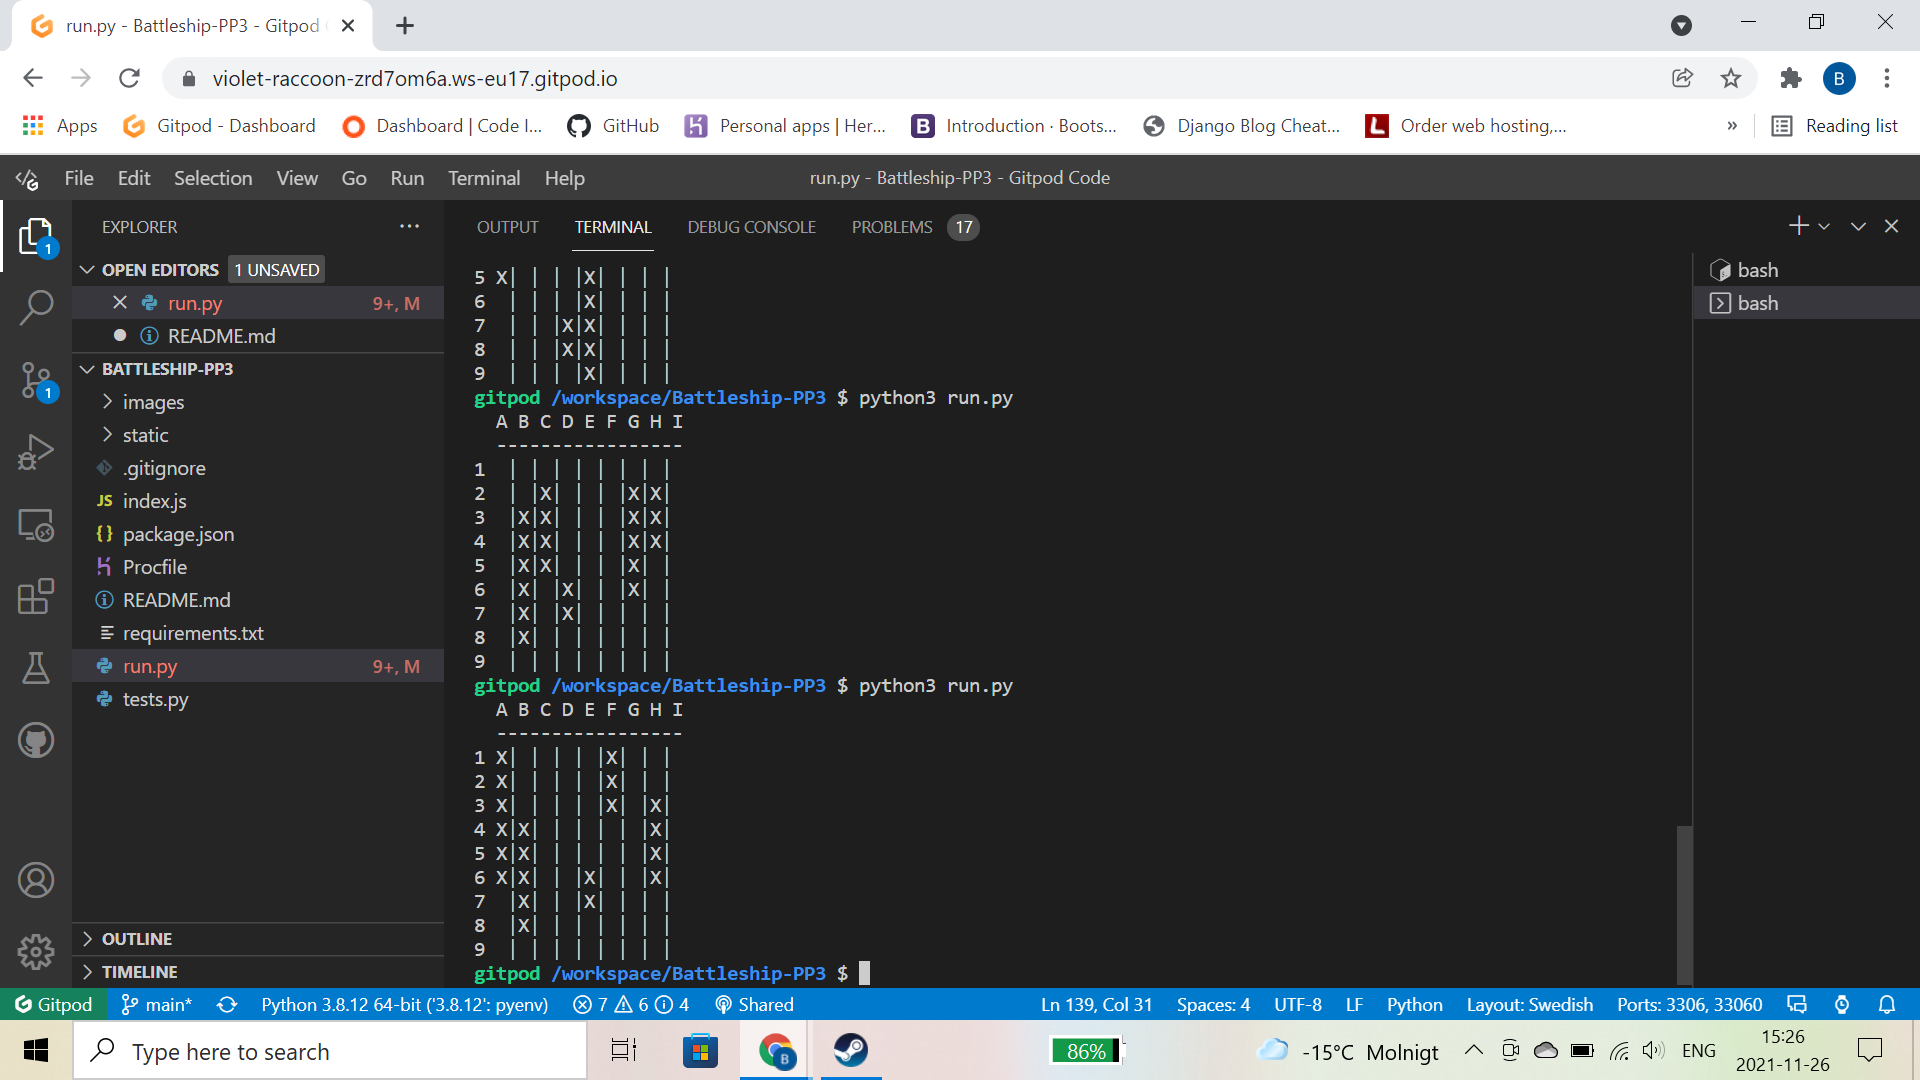 run.py - Battleship-PP3 - Gitpod
violet-raccoon-zrd7om6a.ws-eu17.gitpod.io
B
Apps
Gitpod - Dashboard
Dashboard | Code I...
GitHub
Personal apps | Her...
Introduction · Boots...
Django Blog Cheat...
Order web hosting,...
»
Reading list
File Edit Selection View Go Run Terminal Help
run.py - Battleship-PP3 - Gitpod Code
EXPLORER
OPEN EDITORS 1 UNSAVED
run.py 9+, M
README.md
BATTLESHIP-PP3
images
static
.gitignore
JS index.js
{} package.json
Procfile
README.md
requirements.txt
run.py 9+, M
tests.py
OUTLINE
TIMELINE
1
1
OUTPUT TERMINAL DEBUG CONSOLE PROBLEMS 17
5 X| | | |X| | | |
6  | | | |X| | | |
7  | | |X|X| | | |
8  | | |X|X| | | |
9  | | | |X| | | |
gitpod /workspace/Battleship-PP3 $ python3 run.py
  A B C D E F G H I
  -----------------
1  | | | | | | | |
2  | |X| | | |X|X|
3  |X|X| | | |X|X|
4  |X|X| | | |X|X|
5  |X|X| | | |X| |
6  |X| |X| | |X| |
7  |X| |X| | | | |
8  |X| | | | | | |
9  | | | | | | | |
gitpod /workspace/Battleship-PP3 $ python3 run.py
  A B C D E F G H I
  -----------------
1 X| | | | |X| | |
2 X| | | | |X| | |
3 X| | | | |X| |X|
4 X|X| | | | | |X|
5 X|X| | | | | |X|
6 X|X| | |X| | |X|
7  |X| | |X| | | |
8  |X| | | | | | |
9  | | | | | | | |
gitpod /workspace/Battleship-PP3 $
bash
bash
Gitpod main* Python 3.8.12 64-bit ('3.8.12': pyenv) 7 6 4 Shared
Ln 139, Col 31 Spaces: 4 UTF-8 LF Python Layout: Swedish Ports: 3306, 33060
Type here to search
B
86%
-15°C Molnigt
ENG
15:26
2021-11-26